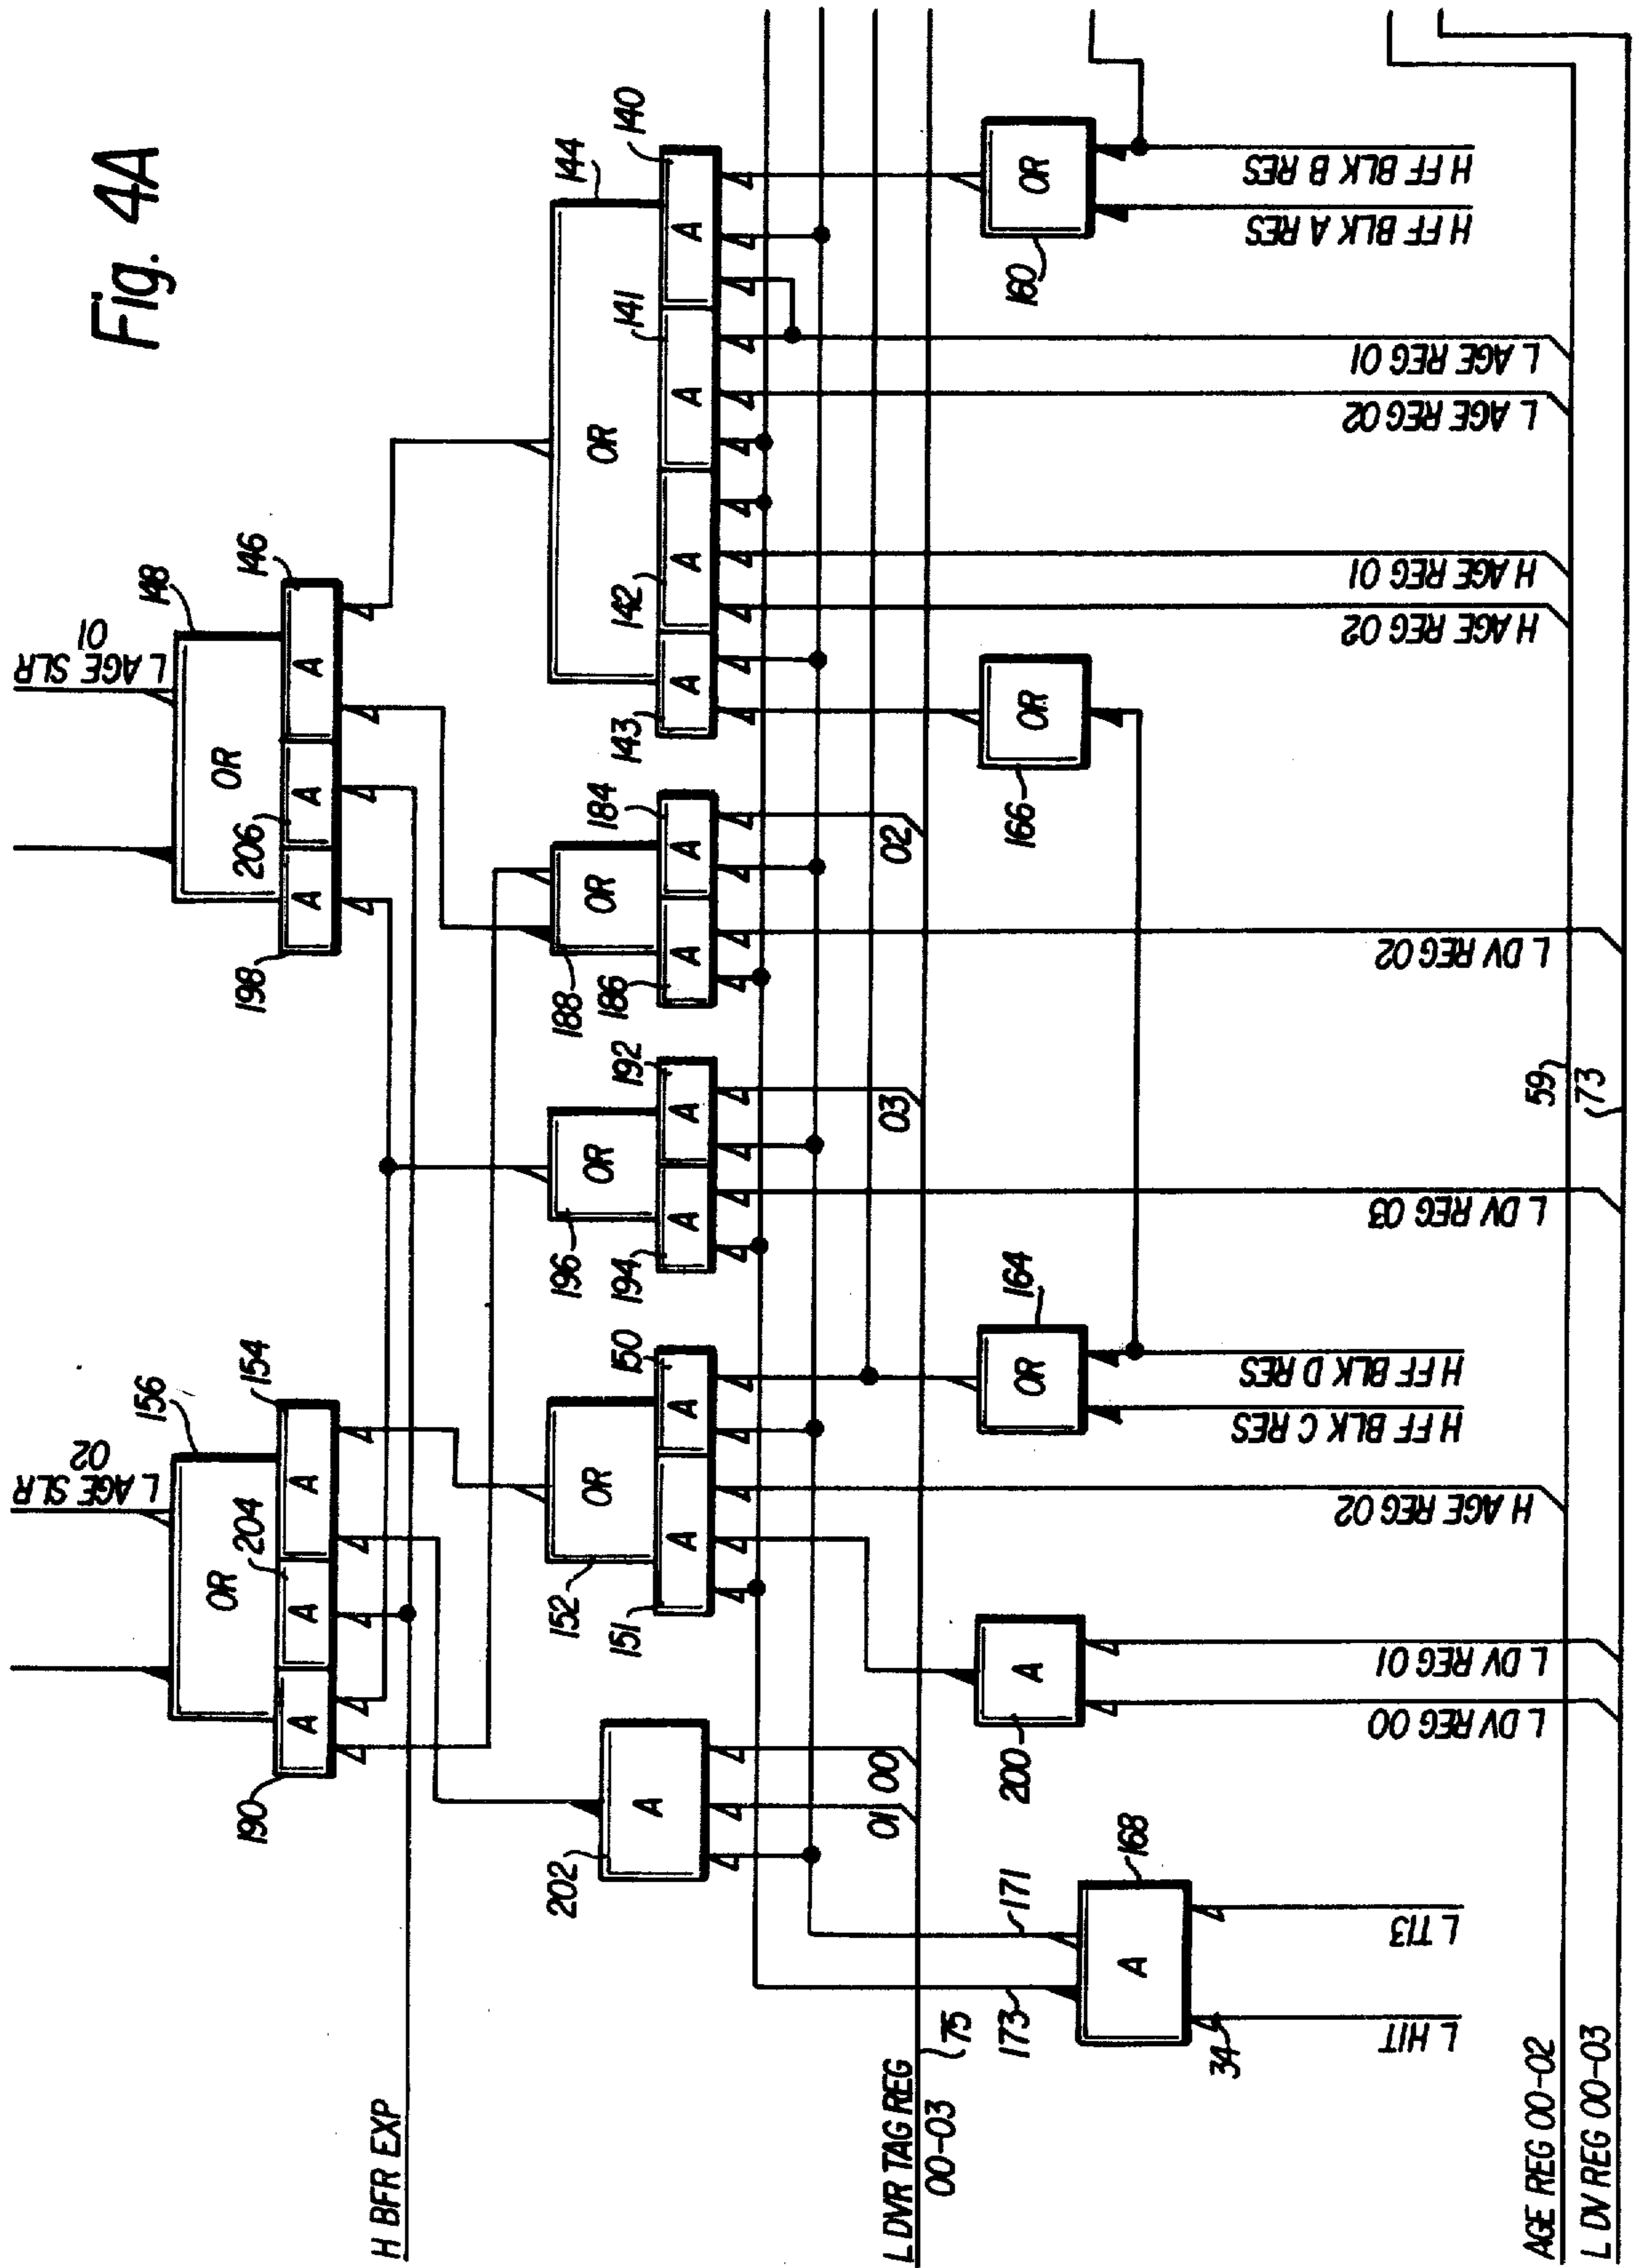 Fig. 4A
L AGE SLR
02
156
L AGE SLR
01
148
OR
204
154
A
A
A
190
OR
206
146
A
A
A
198
H BFR EXP
202
A
152
OR
150
A
A
151
196
OR
192
A
A
194
188
OR
184
A
A
186
144
OR
140
A
141
A
142
A
143
A
L DVR TAG REG
00-03
75
01
00
03
02
173
171
168
A
34
L HIT
L T13
200
A
L DV REG 00
L DV REG 01
H AGE REG 02
164
OR
H FF BLK C RES
H FF BLK D RES
L DV REG 03
L DV REG 02
166
OR
H AGE REG 02
H AGE REG 01
L AGE REG 02
L AGE REG 01
160
OR
H FF BLK A RES
H FF BLK B RES
AGE REG 00-02
59
L DV REG 00-03
73